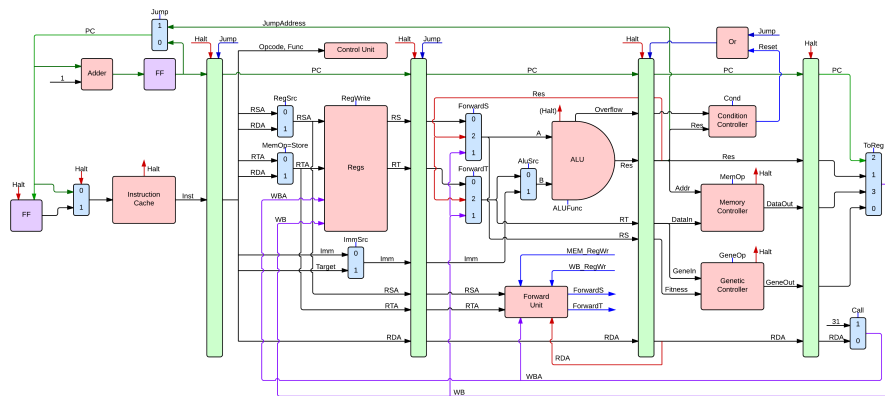 Jump
JumpAddress
1
0
PC
Halt
Jump
Halt
Jump
Halt
Or
Jump
Reset
Halt
Opcode, Func
Control Unit
Adder
FF
1
PC
PC
PC
PC
RegSrc
RSA
RDA
0
1
RSA
RegWrite
Regs
RS
RT
ForwardS
0
2
1
Res
(Halt)
Overflow
A
ALU
Res
ALUFunc
Cond
Condition
Controller
Res
MemOp=Store
RTA
RDA
0
1
RTA
ForwardT
0
2
1
AluSrc
0
1
B
Res
ToReg
2
1
3
0
Halt
Halt
FF
0
1
Halt
Instruction
Cache
Inst
WBA
WB
MemOp
Halt
Addr
DataIn
Memory
Controller
DataOut
RT
RS
ImmSrc
Imm
Target
0
1
Imm
Imm
MEM_RegWr
WB_RegWr
GeneOp
Halt
GeneIn
Fitness
Genetic
Controller
GeneOut
RSA
RTA
RSA
RTA
Forward
Unit
ForwardS
ForwardT
Call
31
RDA
1
0
RDA
RDA
RDA
RDA
WBA
WB